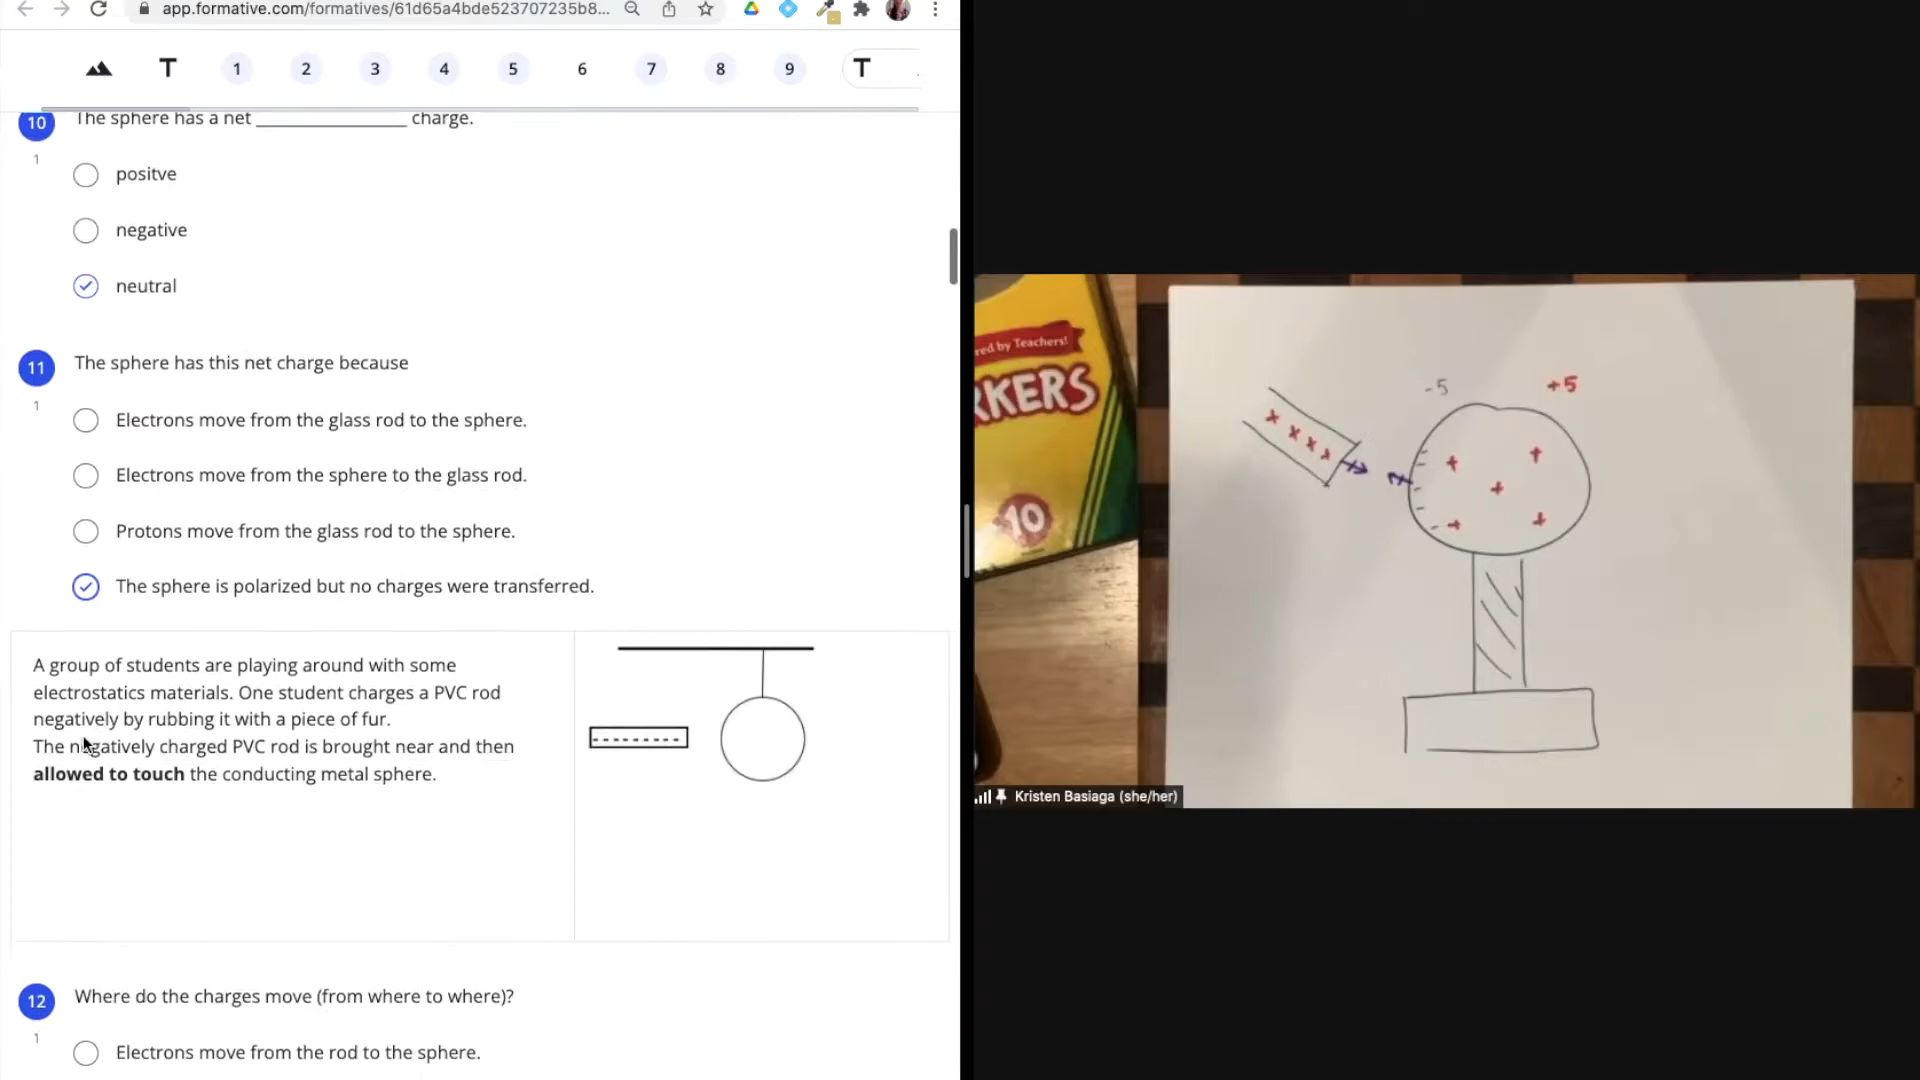 app.formative.com/formatives/61d65a4bde523707235b8...
T 1 2 3 4 5 6 7 8 9 T
10 The sphere has a net ________________ charge.
1
positve
negative
neutral
11 The sphere has this net charge because
1
Electrons move from the glass rod to the sphere.
Electrons move from the sphere to the glass rod.
Protons move from the glass rod to the sphere.
The sphere is polarized but no charges were transferred.
A group of students are playing around with some
electrostatics materials. One student charges a PVC rod
negatively by rubbing it with a piece of fur.
The negatively charged PVC rod is brought near and then
allowed to touch the conducting metal sphere.
12 Where do the charges move (from where to where)?
1
Electrons move from the rod to the sphere.
red by Teachers!
RKERS
10
-5 +5
Kristen Basiaga (she/her)